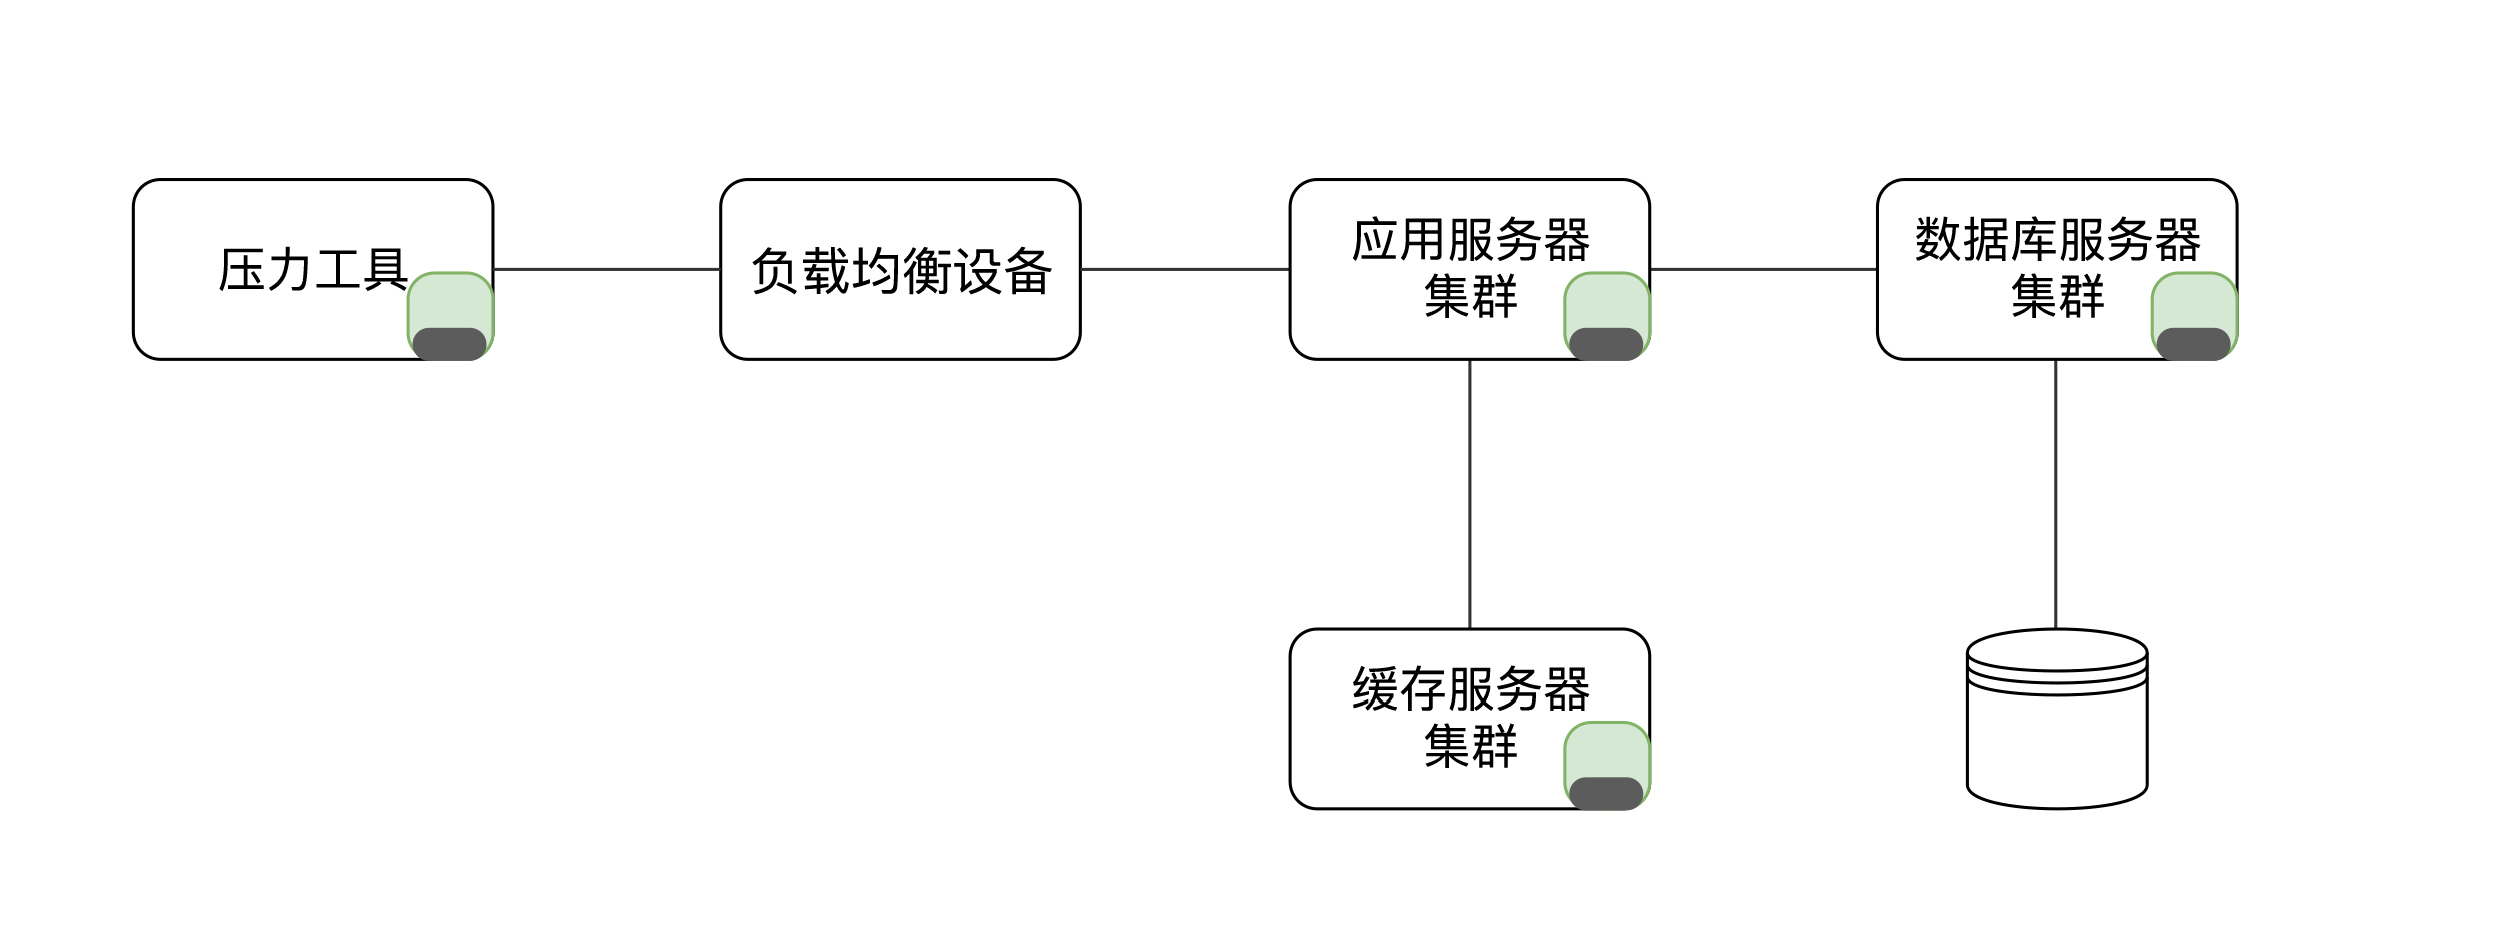 压力工具
负载均衡设备
应用服务器
集群
数据库服务器
集群
缓存服务器
集群